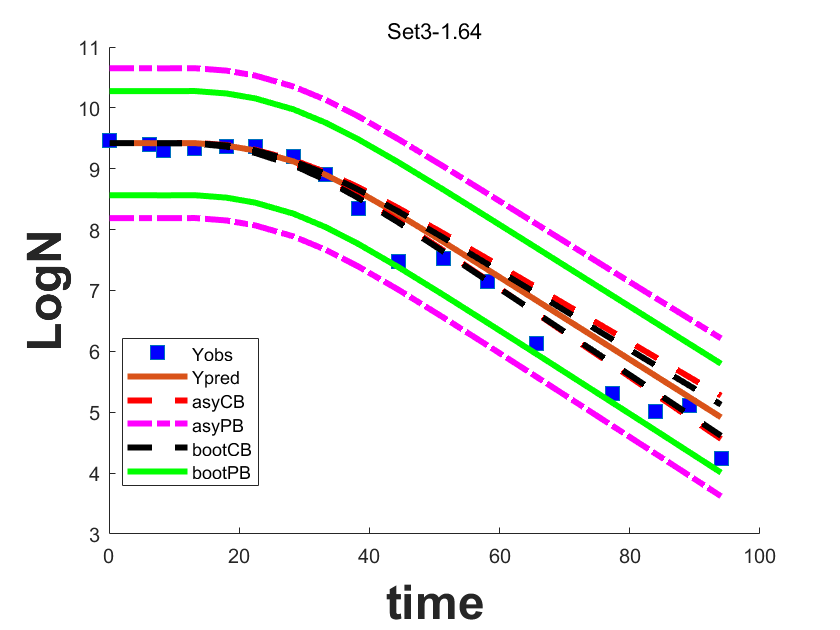 Set3-1.64
11
10
9
8
7
6
5
4
3
LogN
Yobs
Ypred
asyCB
asyPB
bootCB
bootPB
0 20 40 60 80 100
time